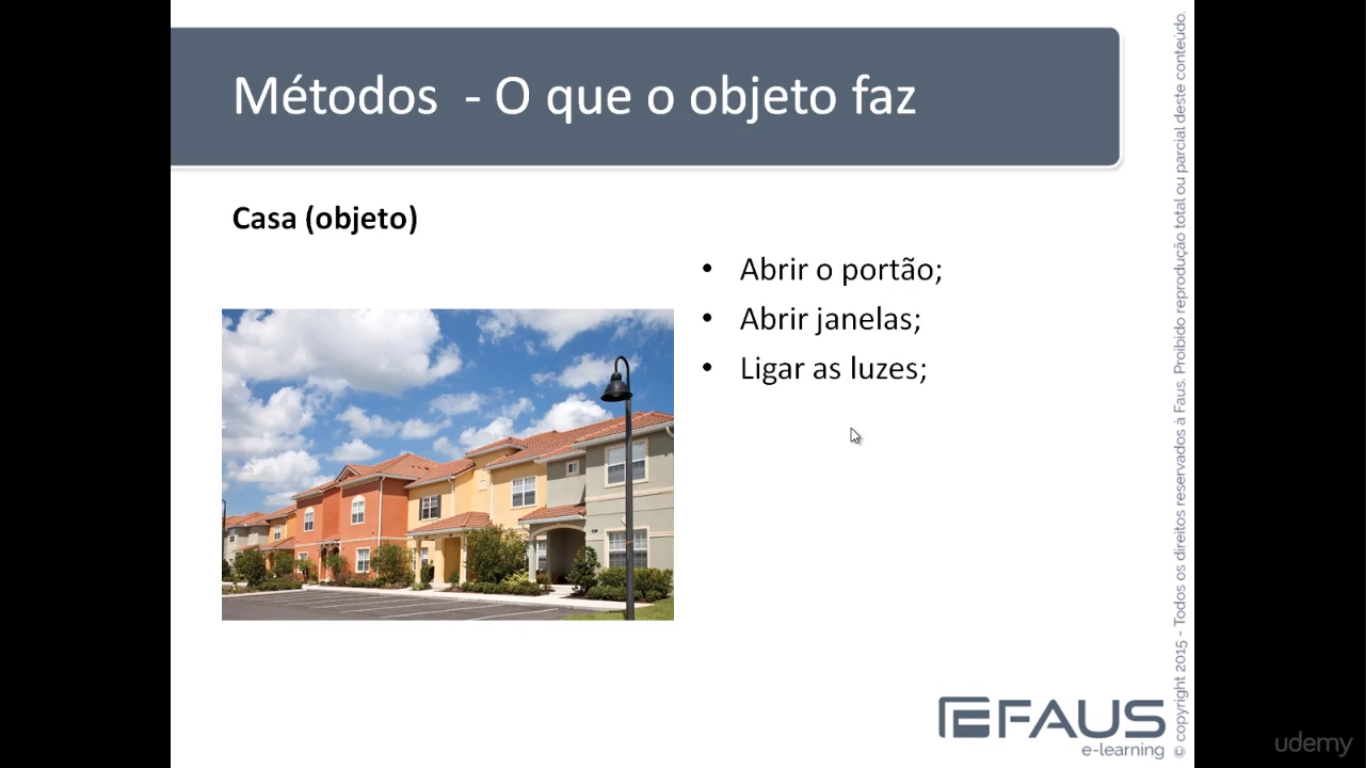 Métodos - O que o objeto faz
Casa (objeto)
• Abrir o portão;
• Abrir janelas;
• Ligar as luzes;
FAUS
e-learning
© copyright 2015 - Todos os direitos reservados à Faus. Proibido reprodução total ou parcial deste conteúdo.
udemy